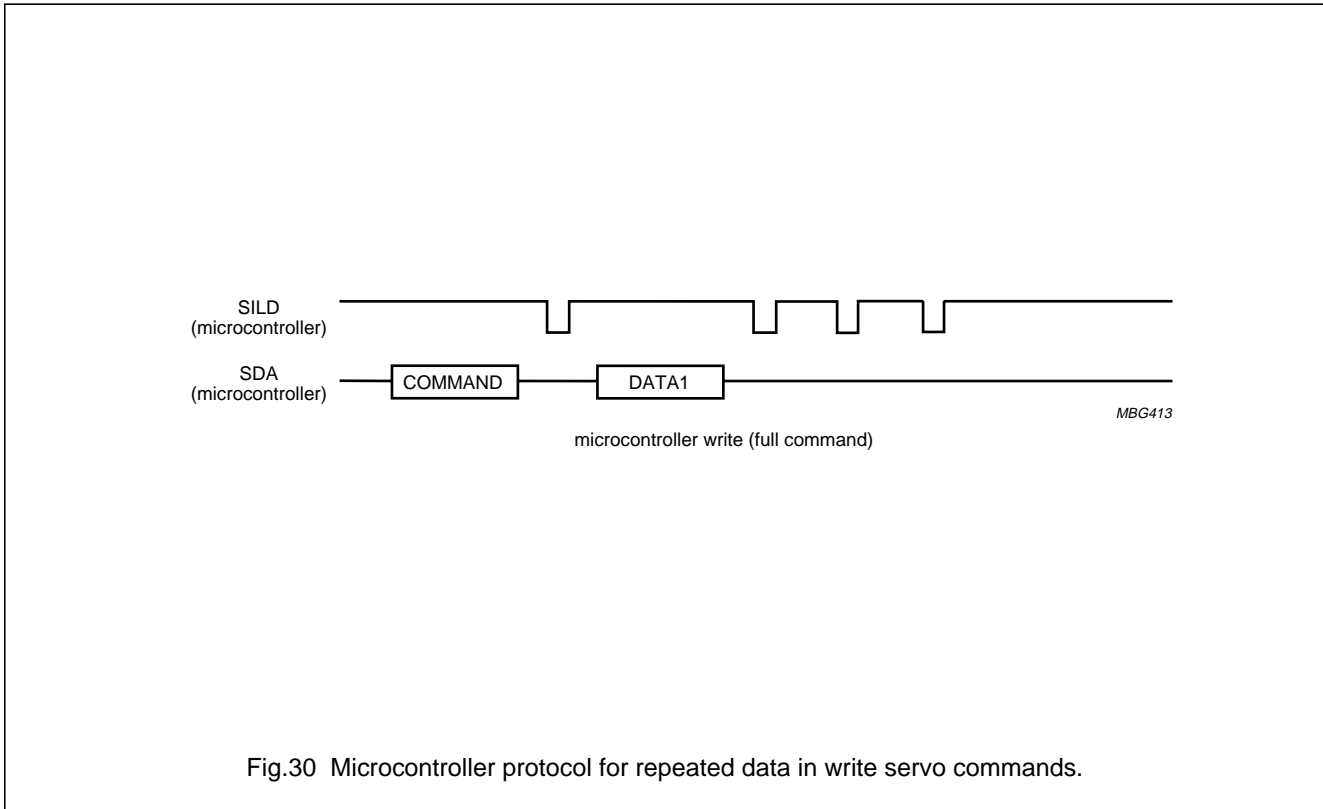 SILD
(microcontroller)
SDA
(microcontroller)
COMMAND
DATA1
MBG413
microcontroller write (full command)
Fig.30 Microcontroller protocol for repeated data in write servo commands.